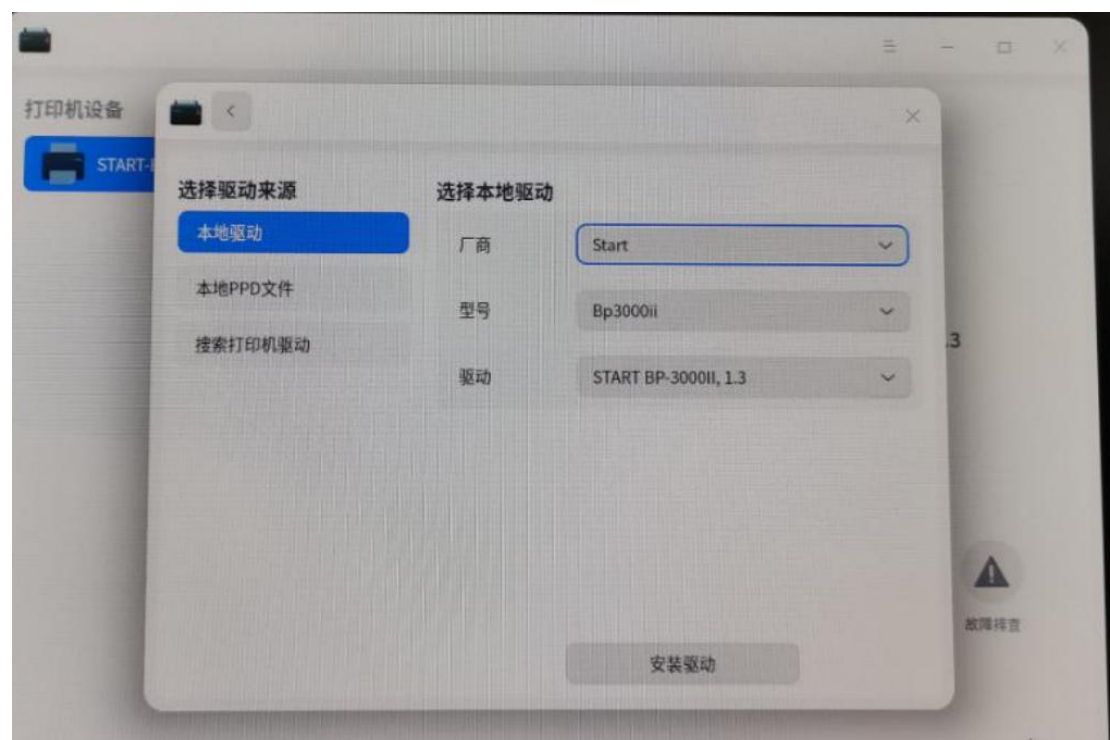 打印机设备
START-
选择驱动来源
选择本地驱动
本地驱动
厂商
Start
本地PPD文件
型号
Bp3000ii
搜索打印机驱动
.3
驱动
START BP-3000II, 1.3
故障排查
安装驱动